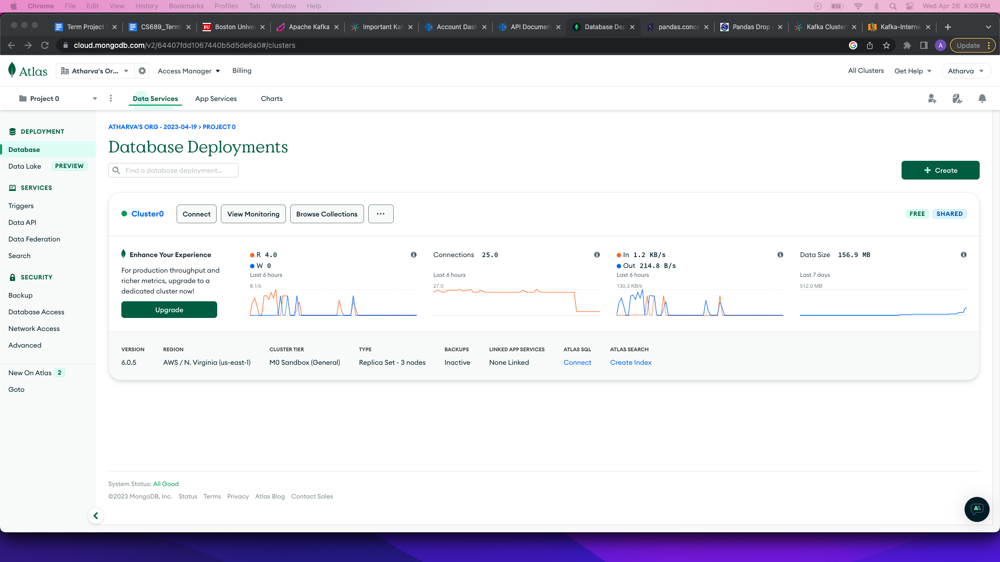 Chrome File Edit View History Bookmarks Profiles Tab Window Help Wed Apr 26 4:09 PM
Term Project CS689_Term Boston Univer Apache Kafka Important Kaf Account Dash API Documen Database Dep pandas.conca Pandas Drop Kafka Cluster Kafka-Interna
cloud.mongodb.com/v2/64407fdd1067440b5d5de6a0#/clusters A Update
Atlas Atharva's Or... Access Manager Billing All Clusters Get Help Atharva
Project 0 Data Services App Services Charts
DEPLOYMENT
Database
Data Lake PREVIEW
SERVICES
Triggers
Data API
Data Federation
Search
SECURITY
Backup
Database Access
Network Access
Advanced
New On Atlas 2
Goto
ATHARVA'S ORG - 2023-04-19 > PROJECT 0
Database Deployments
Find a database deployment...
+ Create
Cluster0 Connect View Monitoring Browse Collections ... FREE SHARED
Enhance Your Experience
For production throughput and
richer metrics, upgrade to a
dedicated cluster now!
Upgrade
R 4.0
W 0
Last 6 hours
8.1/s
Connections 25.0
Last 6 hours
27.0
In 1.2 KB/s
Out 214.8 B/s
Last 6 hours
130.3 KB/s
Data Size 156.9 MB
Last 7 days
512.0 MB
VERSION REGION CLUSTER TIER TYPE BACKUPS LINKED APP SERVICES ATLAS SQL ATLAS SEARCH
6.0.5 AWS / N. Virginia (us-east-1) M0 Sandbox (General) Replica Set - 3 nodes Inactive None Linked Connect Create Index
System Status: All Good
©2023 MongoDB, Inc. Status Terms Privacy Atlas Blog Contact Sales